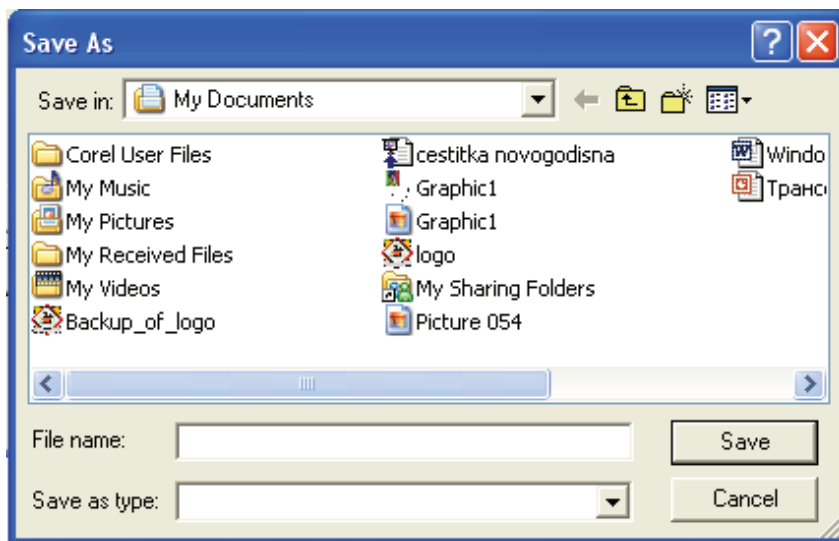 Save As
Save in: My Documents
Corel User Files
My Music
My Pictures
My Received Files
My Videos
Backup_of_logo
cestitka novogodisna
Graphic1
Graphic1
logo
My Sharing Folders
Picture 054
Windo
Транс
File name:
Save
Save as type:
Cancel